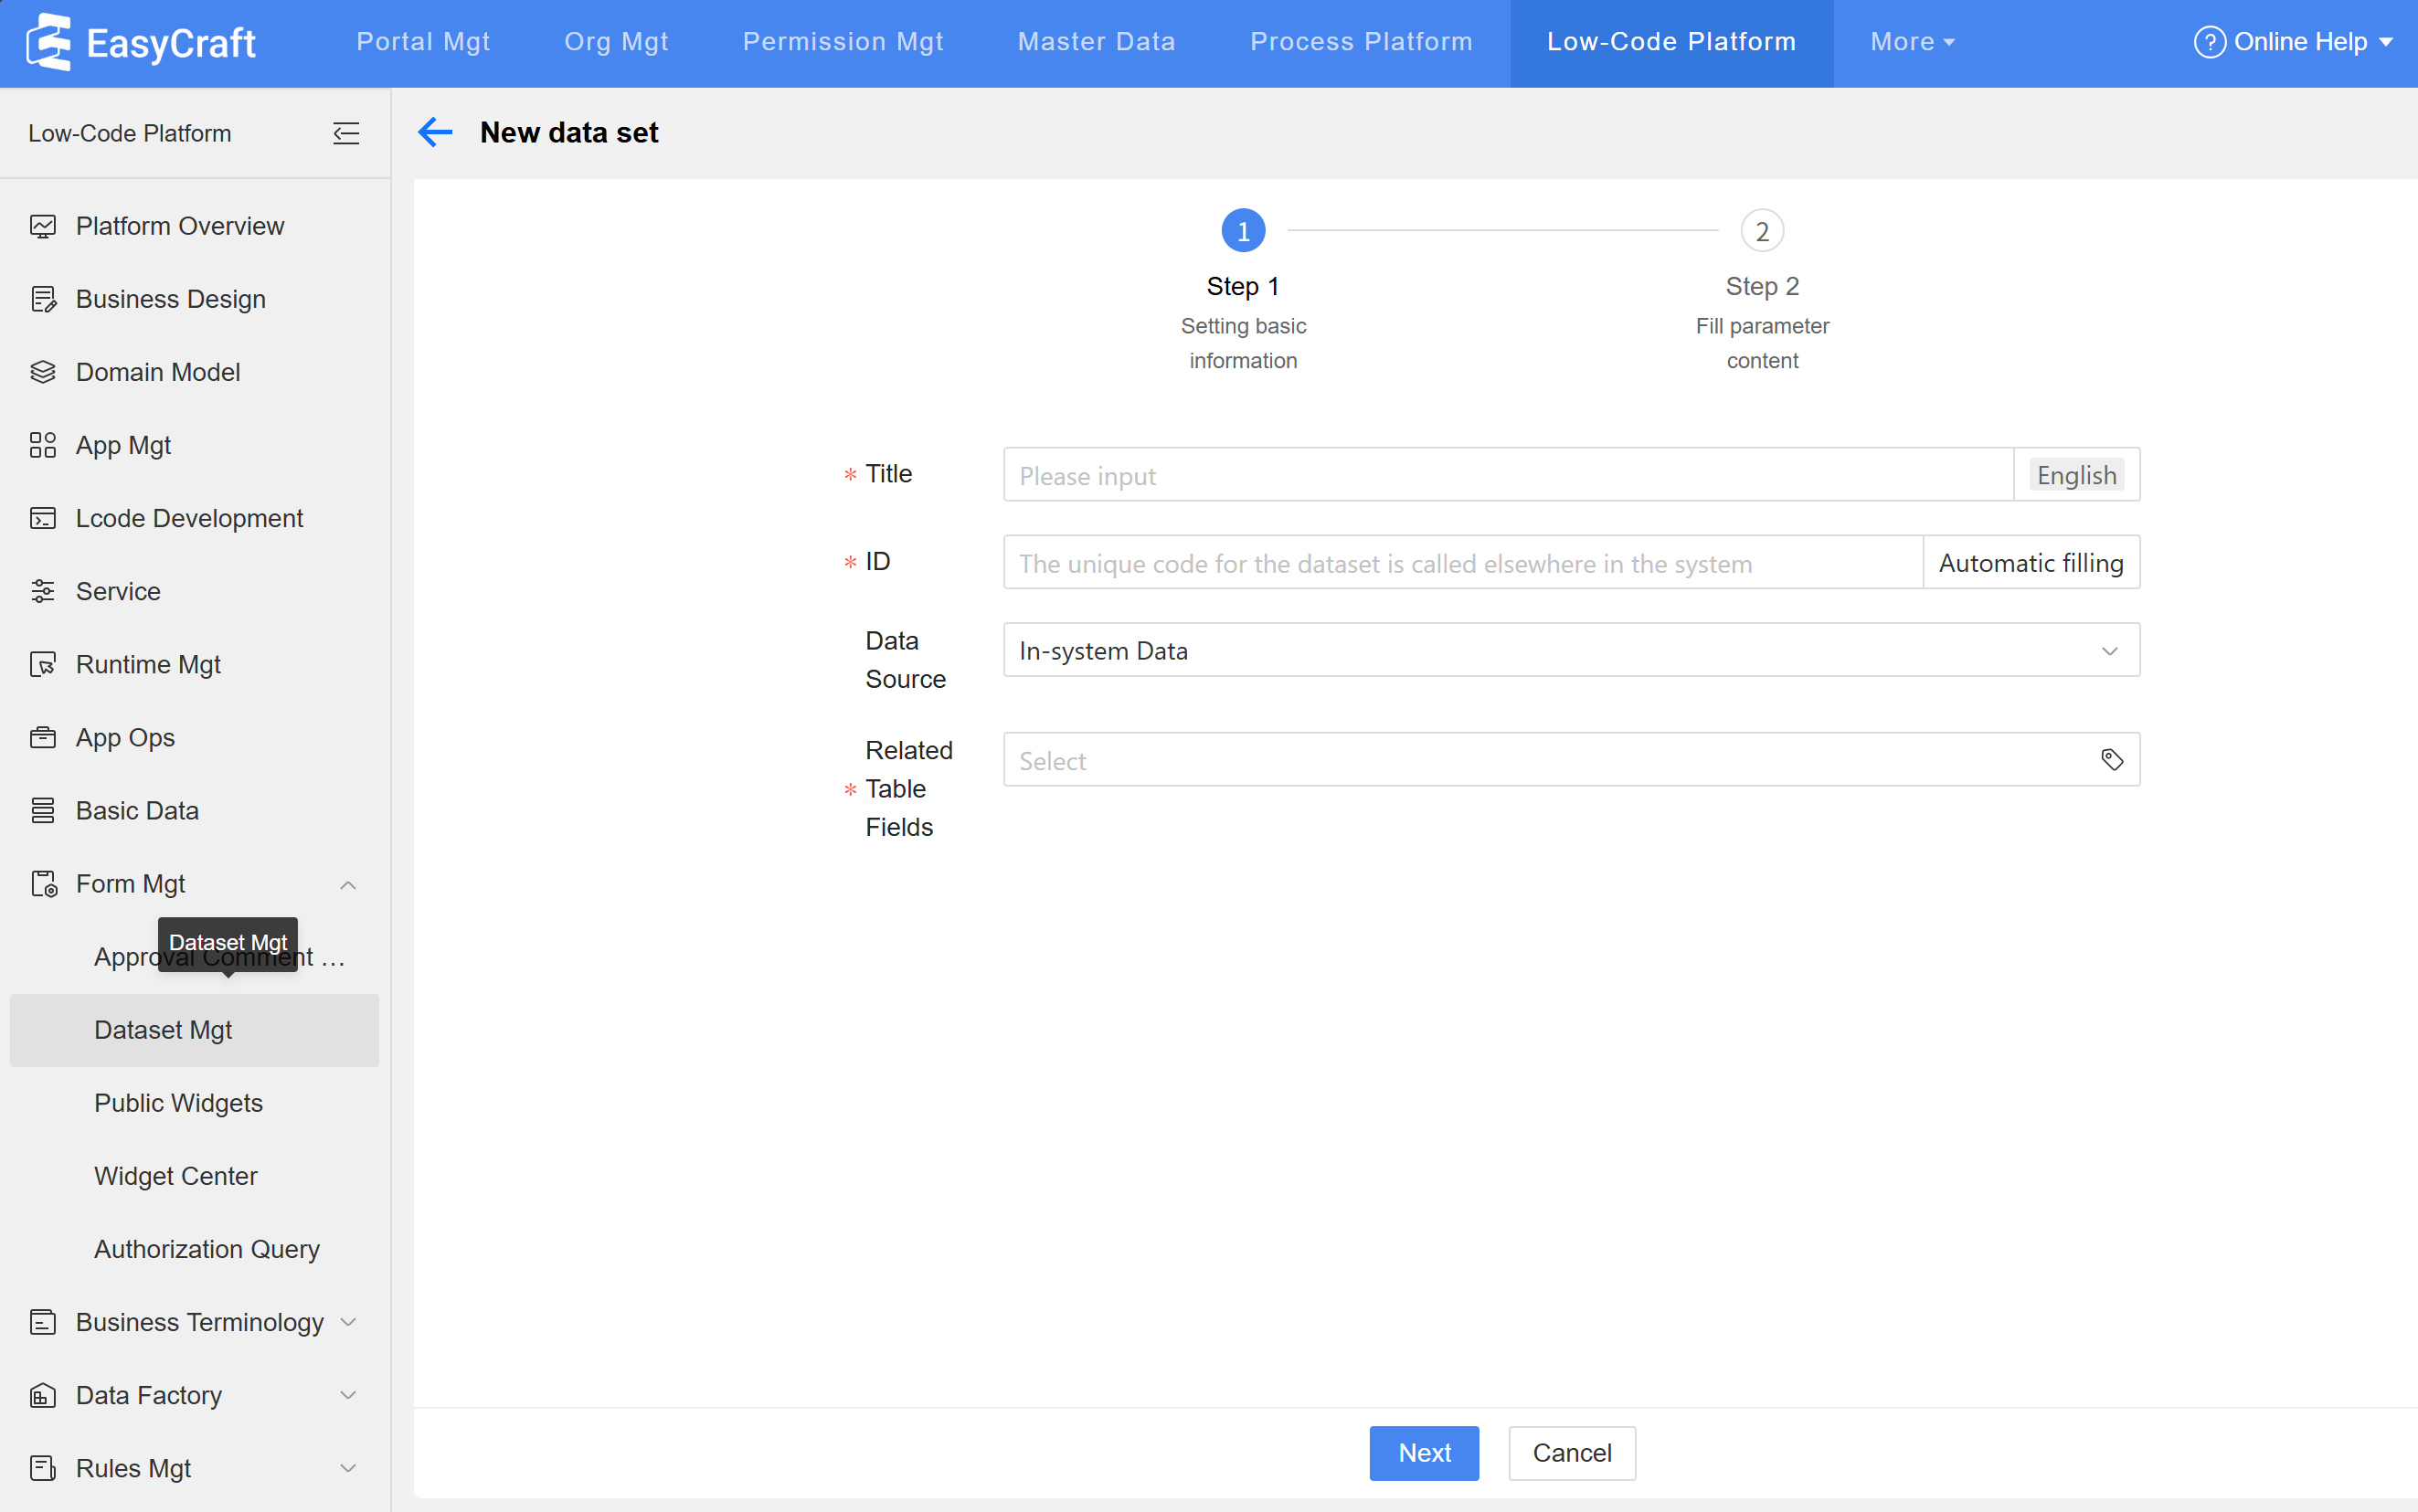 EasyCraft
Portal Mgt
Org Mgt
Permission Mgt
Master Data
Process Platform
Low-Code Platform
More
? Online Help
Low-Code Platform
New data set
Platform Overview
Business Design
Domain Model
App Mgt
Lcode Development
Service
Runtime Mgt
App Ops
Basic Data
Form Mgt
Dataset Mgt
Approval Comment ...
Dataset Mgt
Public Widgets
Widget Center
Authorization Query
Business Terminology
Data Factory
Rules Mgt
1
Step 1
Setting basic
information
2
Step 2
Fill parameter
content
* Title
Please input
English
* ID
The unique code for the dataset is called elsewhere in the system
Automatic filling
Data
Source
In-system Data
Related
* Table
Fields
Select
Next
Cancel